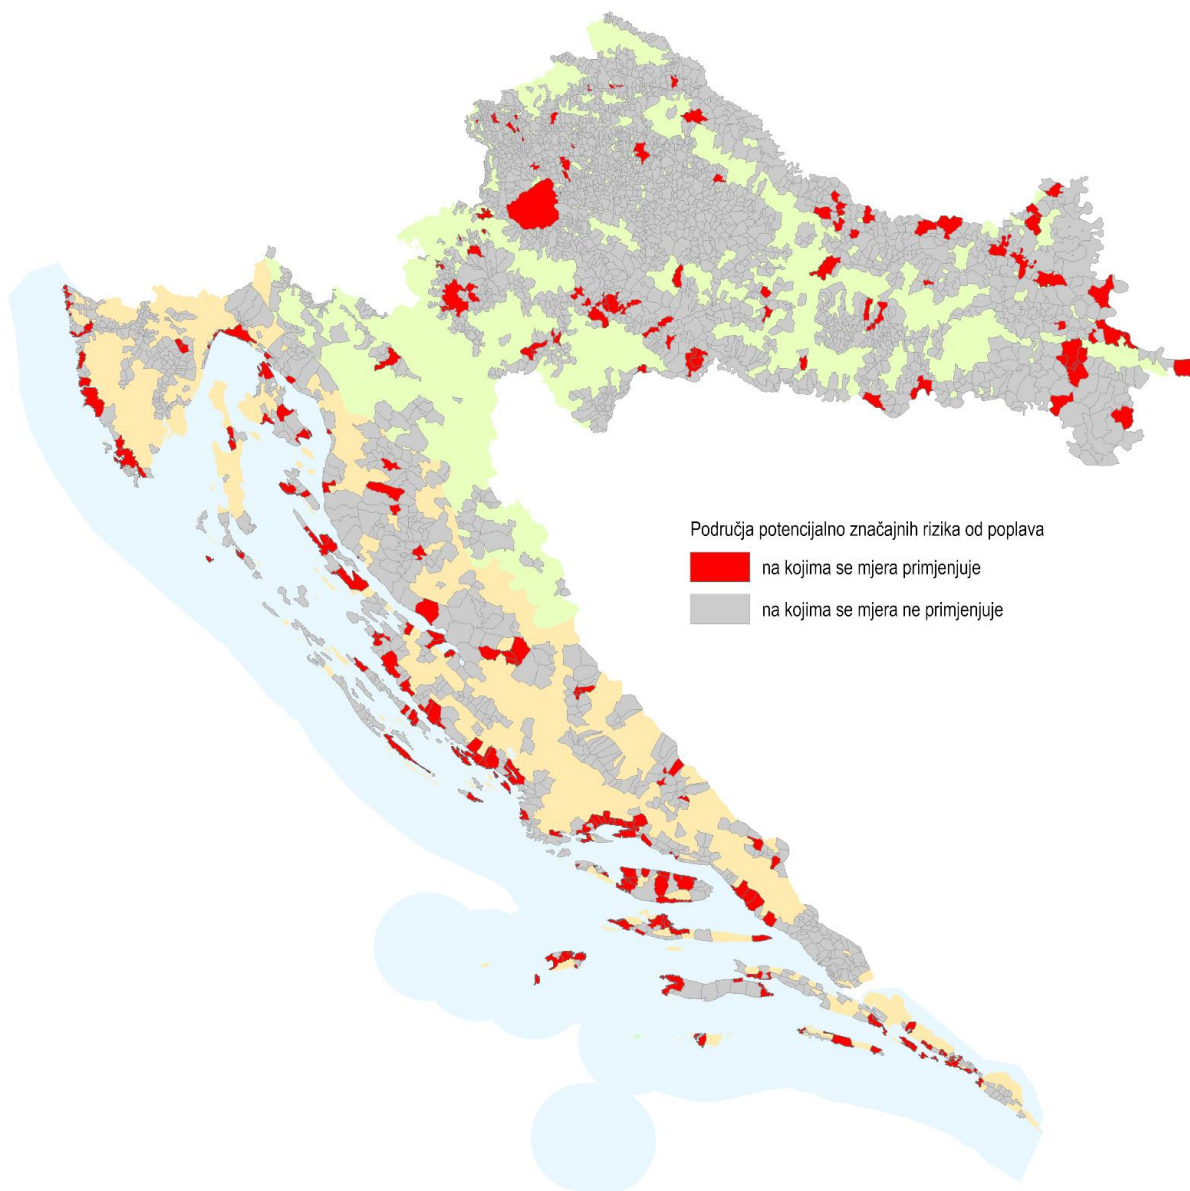 Područja potencijalno značajnih rizika od poplava
na kojima se mjera primjenjuje
na kojima se mjera ne primjenjuje